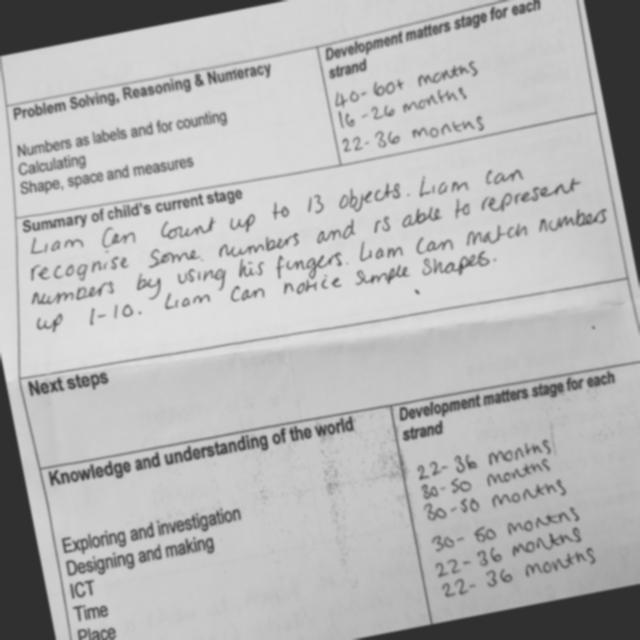 Problem Solving, Reasoning & Numeracy
Numbers as labels and for counting
Calculating
Shape, space and measures
Development matters stage for each
strand
40-60+ months
16-26 months
22-36 months
Summary of child's current stage
Liam can count up to 13 objects. Liam can
recognise some numbers and is able to represent
numbers by using his fingers. Liam can match numbers
up 1-10. Liam can notice simple shapes.
Next steps
Knowledge and understanding of the world
Exploring and investigation
Designing and making
ICT
Time
Place
Development matters stage for each
strand
22-36 months
30-50 months
30-50 months
30-50 months
22-36 months
22-36 months